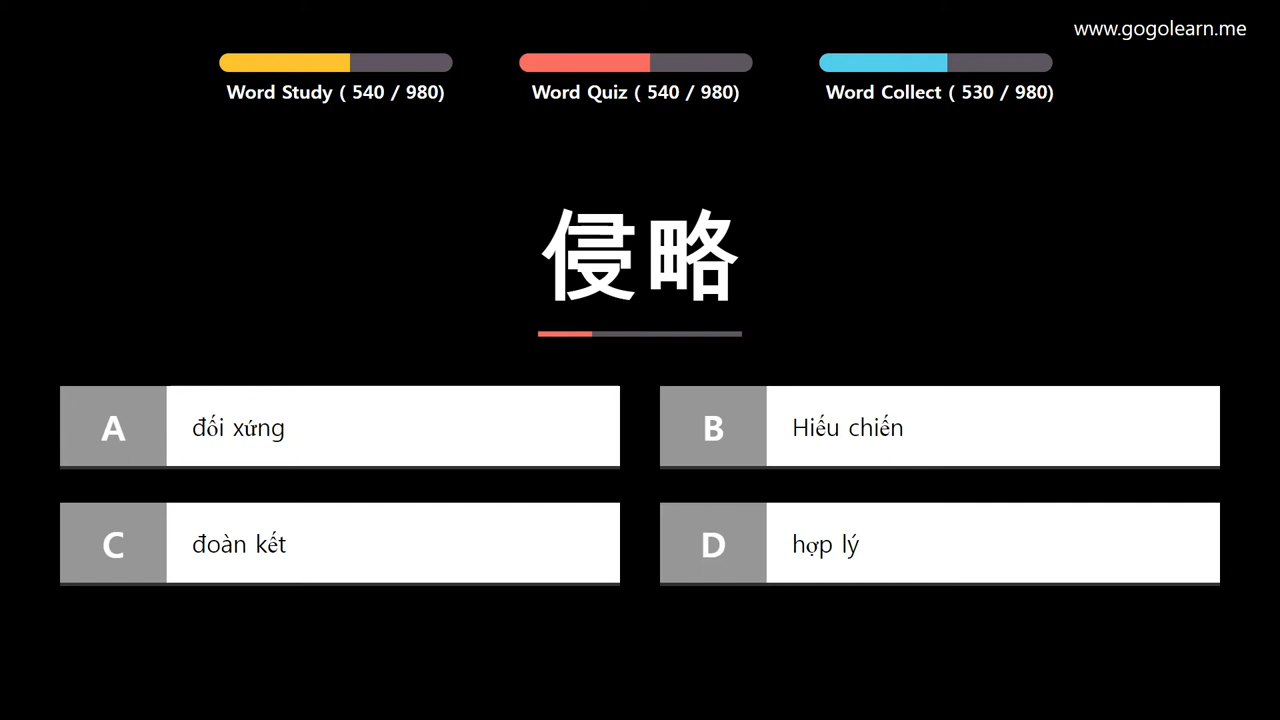 www.gogolearn.me
Word Study ( 540 / 980)
Word Quiz ( 540 / 980)
Word Collect ( 530 / 980)
侵略
A đối xứng
B Hiếu chiến
C đoàn kết
D hợp lý